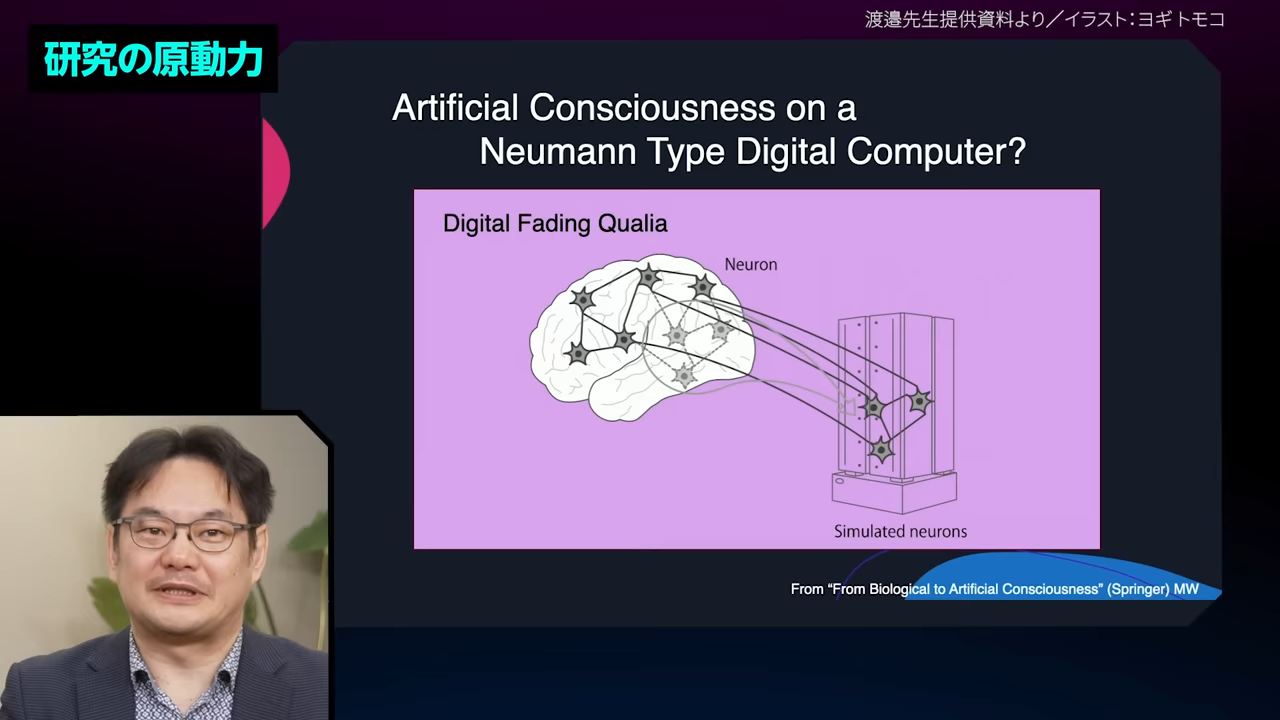 渡邉先生提供資料より／イラスト：ヨギ トモコ
研究の原動力
Artificial Consciousness on a
Neumann Type Digital Computer?
Digital Fading Qualia
Neuron
Simulated neurons
From “From Biological to Artificial Consciousness” (Springer) MW